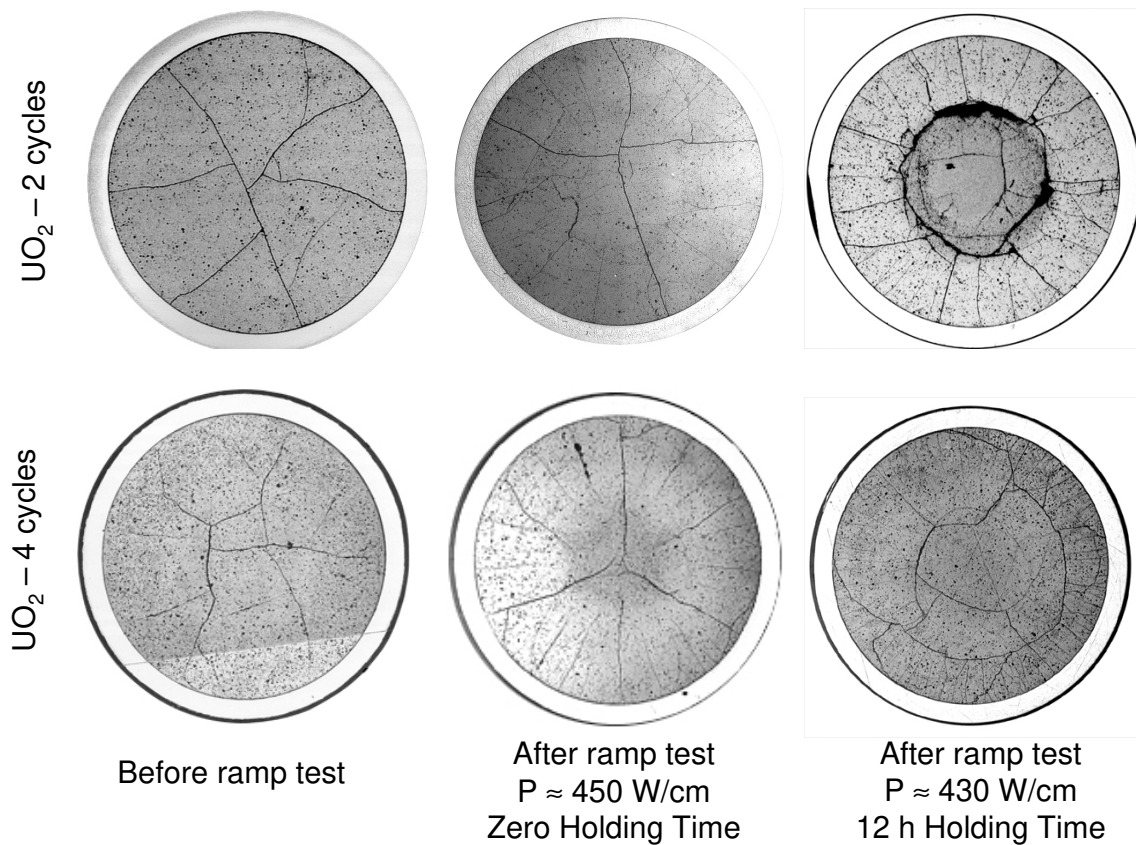 UO₂ – 2 cycles
UO₂ – 4 cycles
Before ramp test
After ramp test
P ≈ 450 W/cm
Zero Holding Time
After ramp test
P ≈ 430 W/cm
12 h Holding Time